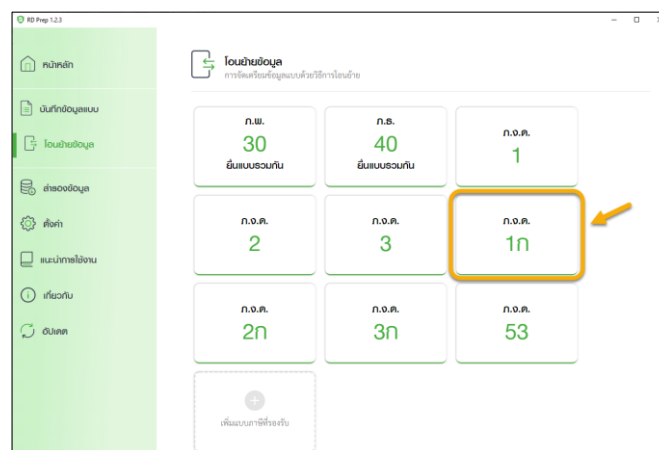 RD Prep 1.2.3
หน้าหลัก
บันทึกข้อมูลแบบ
โอนย้ายข้อมูล
สำรองข้อมูล
ตั้งค่า
แนะนำการใช้งาน
เกี่ยวกับ
อัปเดต
โอนย้ายข้อมูล
การจัดเตรียมข้อมูลแบบด้วยวิธีการโอนย้าย
ภ.พ.
30
ยื่นแบบรวมกัน
ภ.ธ.
40
ยื่นแบบรวมกัน
ภ.ง.ด.
1
ภ.ง.ด.
2
ภ.ง.ด.
3
ภ.ง.ด.
1ก
ภ.ง.ด.
2ก
ภ.ง.ด.
3ก
ภ.ง.ด.
53
เพิ่มแบบภาษีที่รองรับ